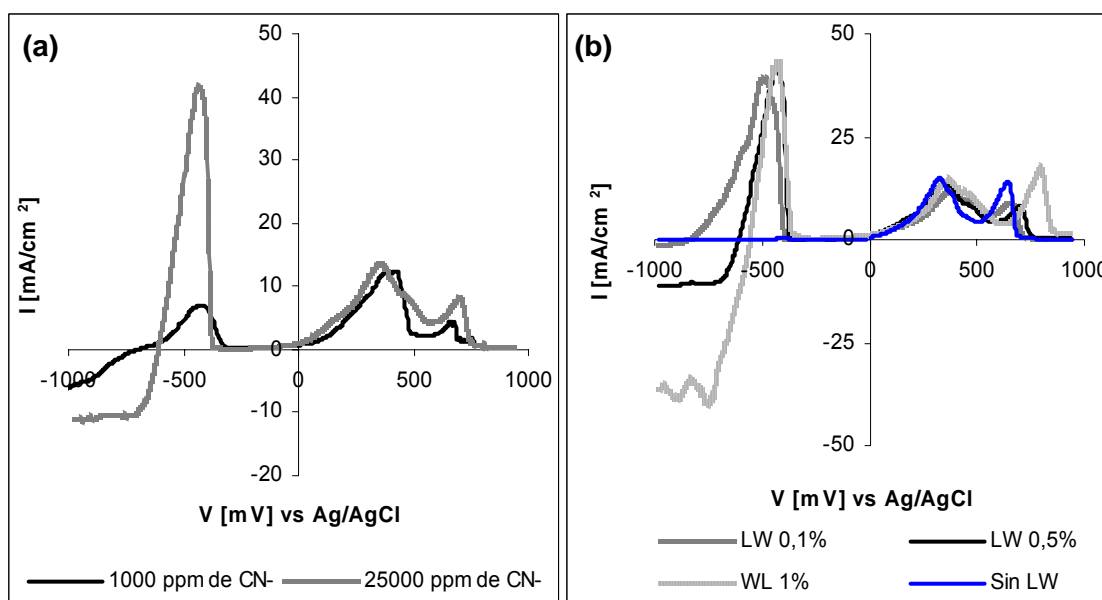 (a)
50
40
30
20
10
0
-10
-20
-1000 -500 0 500 1000
I [mA/cm ²]
V [mV] vs Ag/AgCl
1000 ppm de CN- 25000 ppm de CN-
(b)
50
25
0
-25
-50
-1000 -500 0 500 1000
I [mA/cm ²]
V [mV] vs Ag/AgCl
LW 0,1% LW 0,5%
WL 1% Sin LW